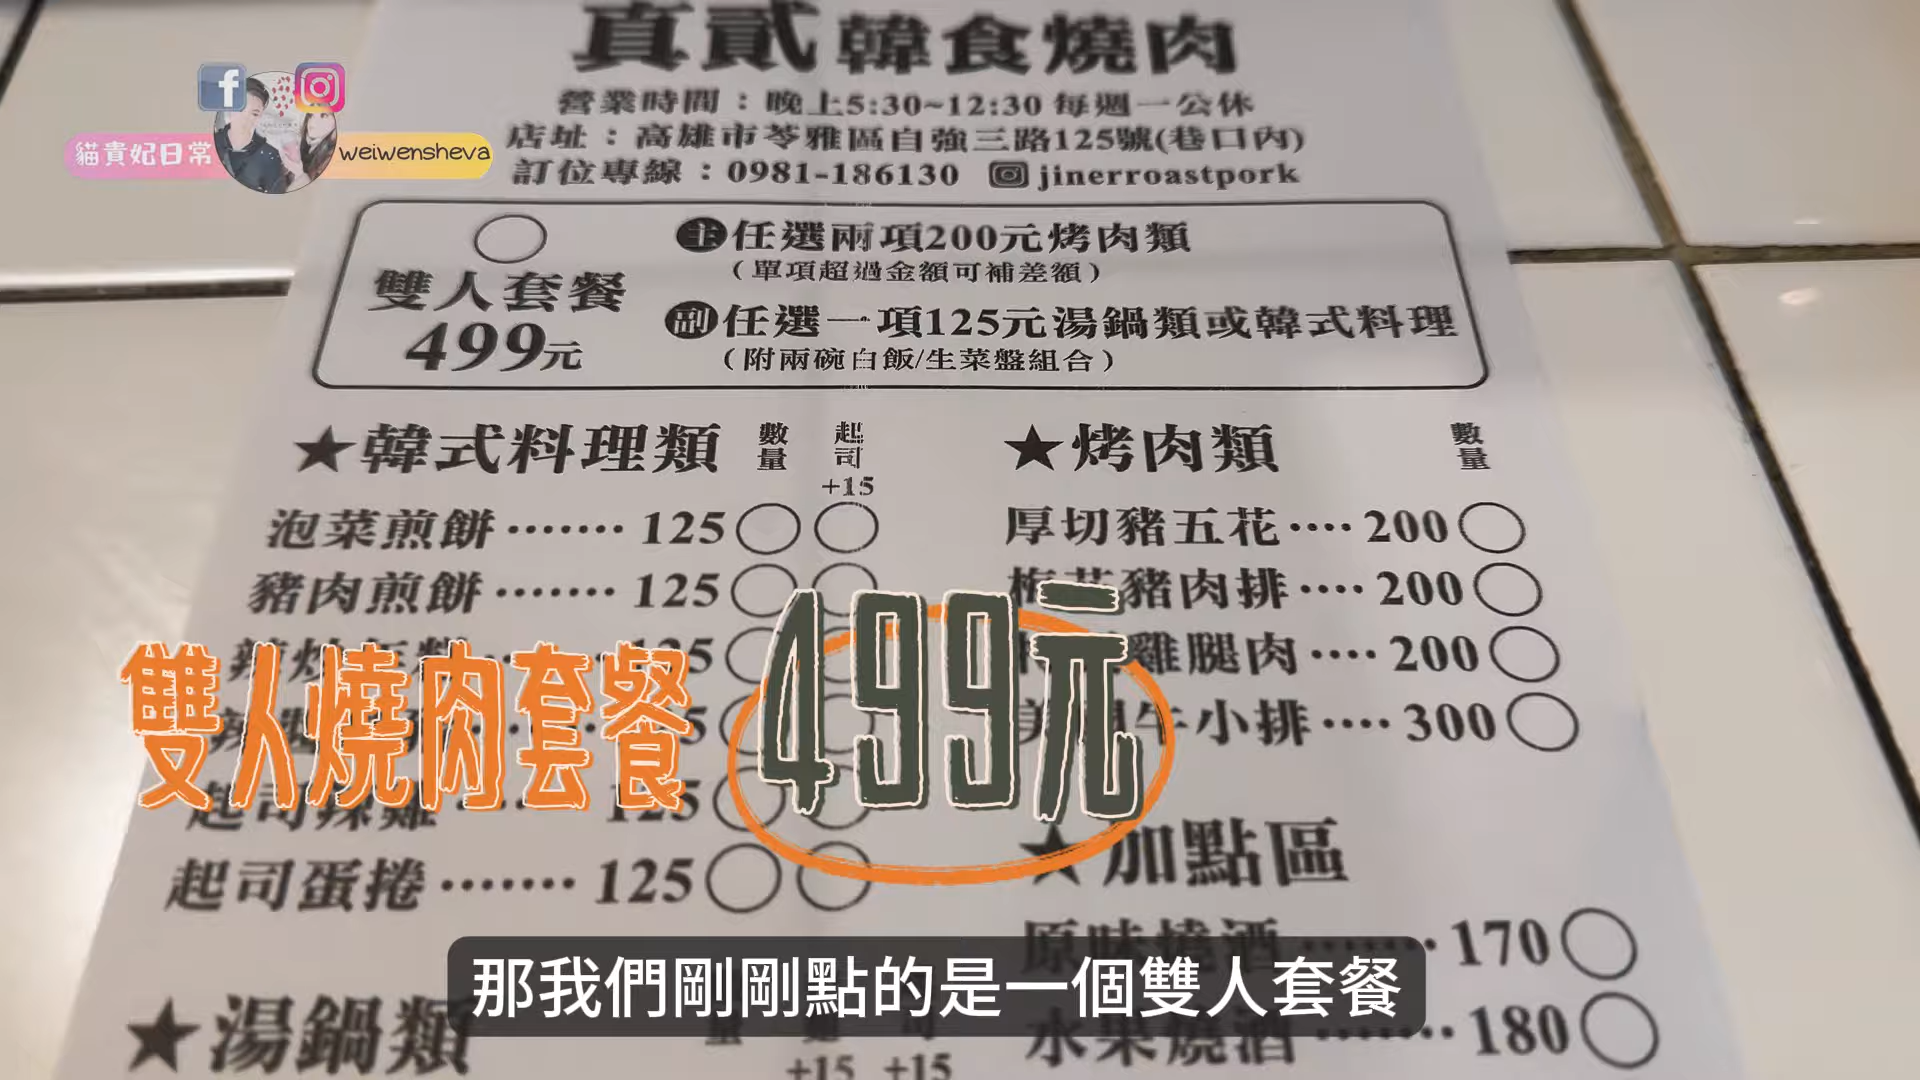 真貳韓食燒肉
營業時間：晚上5:30~12:30 每週一公休
店址：高雄市苓雅區自強三路125號(巷口內)
訂位專線：0981-186130 jinerroastpork
貓貴妃日常 weiwensheva
雙人套餐
499元
主 任選兩項200元烤肉類
（單項超過金額可補差額）
副 任選一項125元湯鍋類或韓式料理
（附兩碗白飯/生菜盤組合）
★韓式料理類 數量 起司 +15
泡菜煎餅······· 125
豬肉煎餅······· 125
起司蛋捲······· 125
★湯鍋類
+15 +15
★烤肉類 數量
厚切豬五花···· 200
豬肉排···· 200
雞腿肉···· 200
牛小排···· 300
★加點區
原味燒酒 170
水果燒酒 180
雙人燒肉套餐 499元
那我們剛剛點的是一個雙人套餐